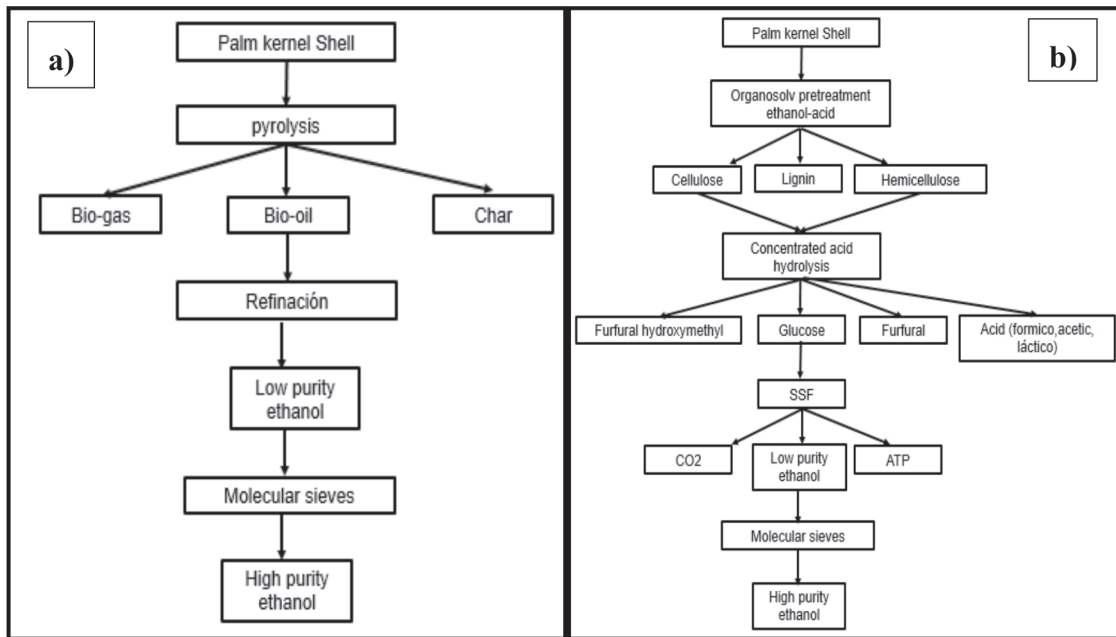 a)
Palm kernel Shell
pyrolysis
Bio-gas
Bio-oil
Char
Refinación
Low purity
ethanol
Molecular sieves
High purity
ethanol
b)
Palm kernel Shell
Organosolv pretreatment
ethanol-acid
Cellulose
Lignin
Hemicellulose
Concentrated acid
hydrolysis
Furfural hydroxymethyl
Glucose
Furfural
Acid (formico,acetic,
láctico)
SSF
CO2
Low purity
ethanol
ATP
Molecular sieves
High purity
ethanol